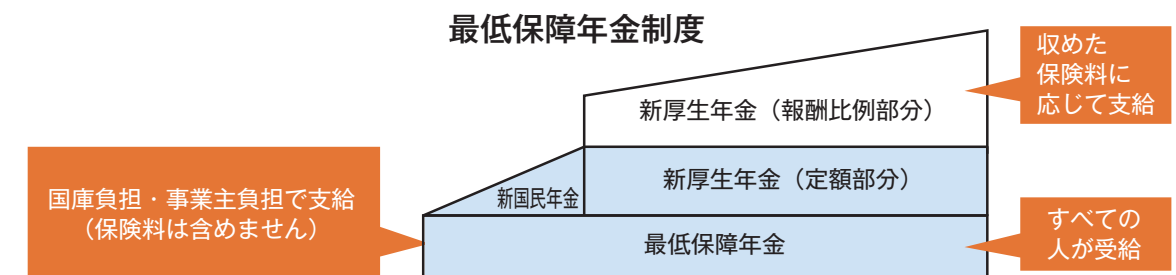 最低保障年金制度
収めた
保険料に
応じて支給
新厚生年金（報酬比例部分）
新厚生年金（定額部分）
新国民年金
国庫負担・事業主負担で支給
（保険料は含めません）
最低保障年金
すべての
人が受給